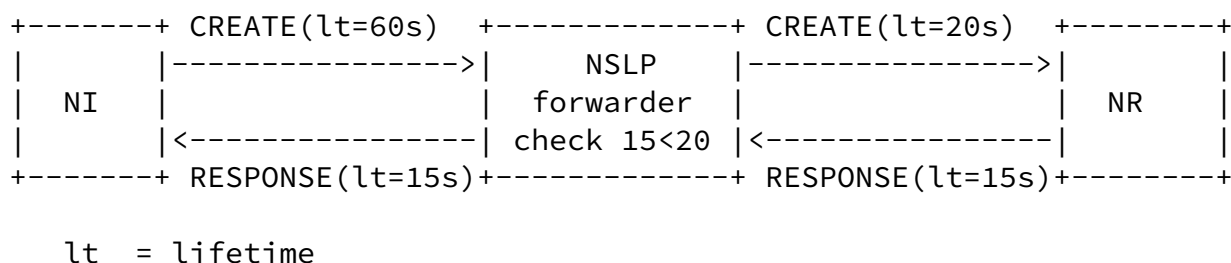 +-------+ CREATE(lt=60s)  +-------------+ CREATE(lt=20s)  +--------+
|       |---------------->|     NSLP    |---------------->|        |
|  NI   |                 |  forwarder  |                 |  NR    |
|       |<----------------| check 15<20 |<----------------|        |
+-------+ RESPONSE(lt=15s)+-------------+ RESPONSE(lt=15s)+--------+
lt  = lifetime